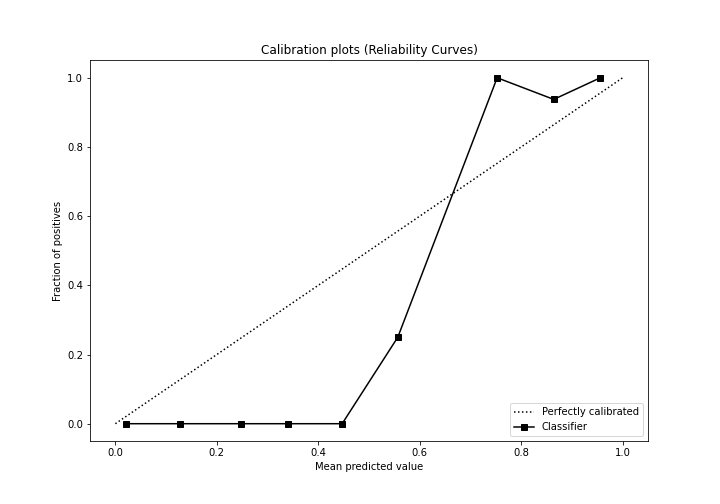 Calibration plots (Reliability Curves)
Fraction of positives
1.0
0.8
0.6
0.4
0.2
0.0
0.0 0.2 0.4 0.6 0.8 1.0
Mean predicted value
Perfectly calibrated
Classifier